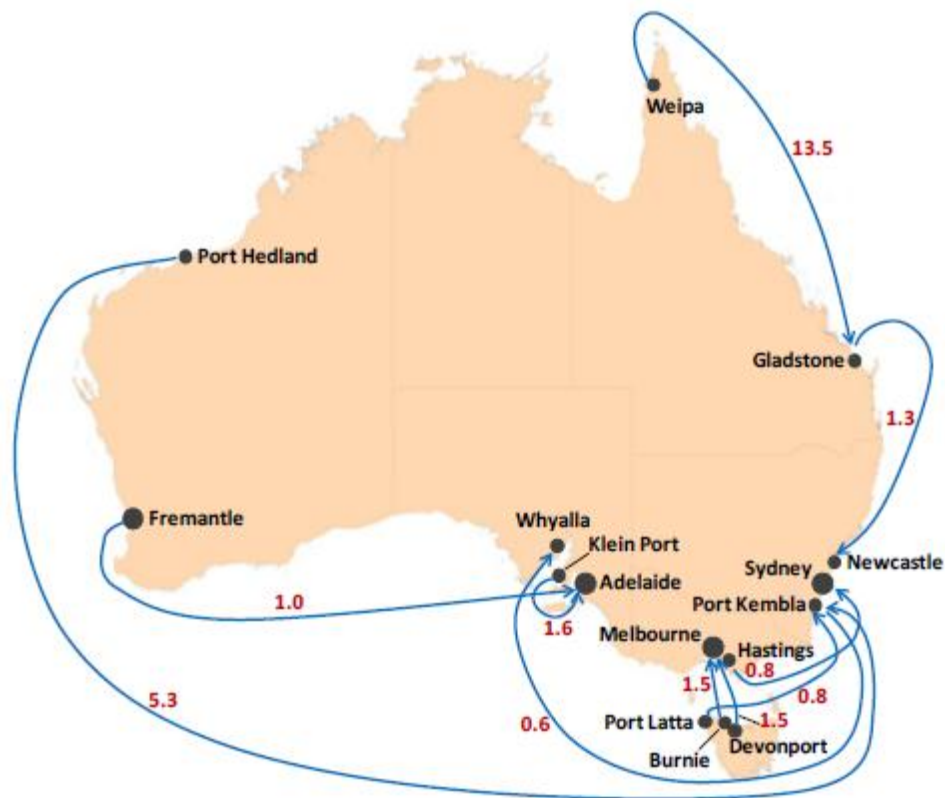 Weipa
13.5
Port Hedland
Gladstone
1.3
Fremantle
Whyalla
Klein Port
Newcastle
Sydney
Adelaide
Port Kembla
1.0
1.6
Melbourne
Hastings
0.8
1.5
0.8
5.3
0.6
Port Latta
1.5
Burnie
Devonport